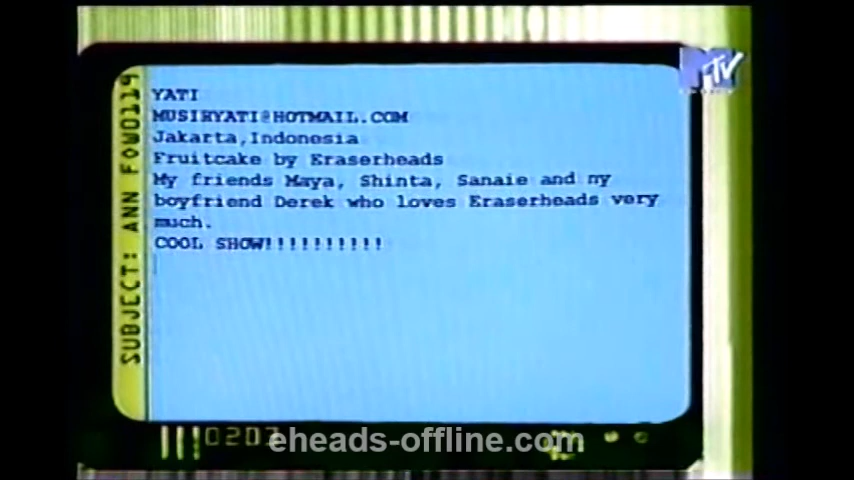 MTV
YATI
MUSIRYATI@HOTMAIL.COM
Jakarta,Indonesia
Fruitcake by Eraserheads
My friends Maya, Shinta, Sanaie and my
boyfriend Derek who loves Eraserheads very
much.
COOL SHOW!!!!!!!!!!
SUBJECT: ANN
0207
eheads-offline.com